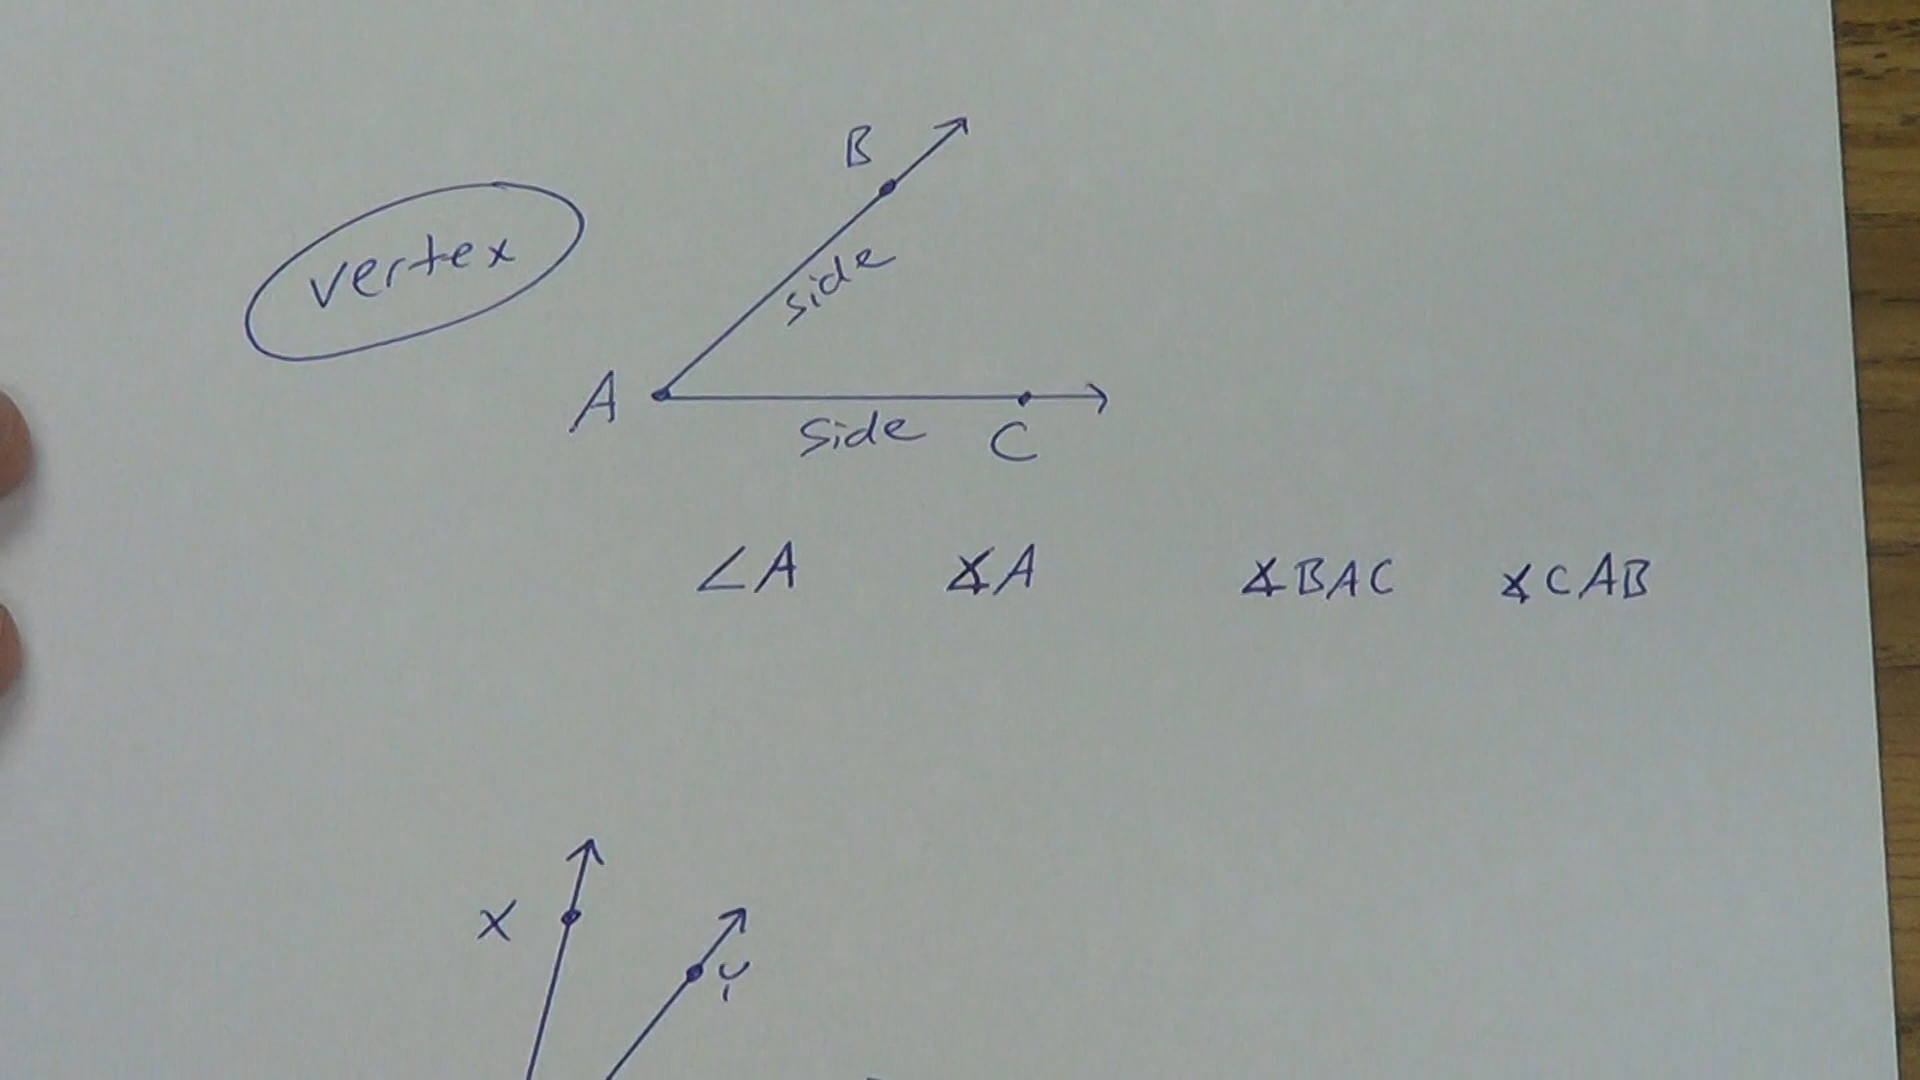 B
vertex
side
A
Side
C
∠A ∡A ∡BAC ∡CAB
X
Y